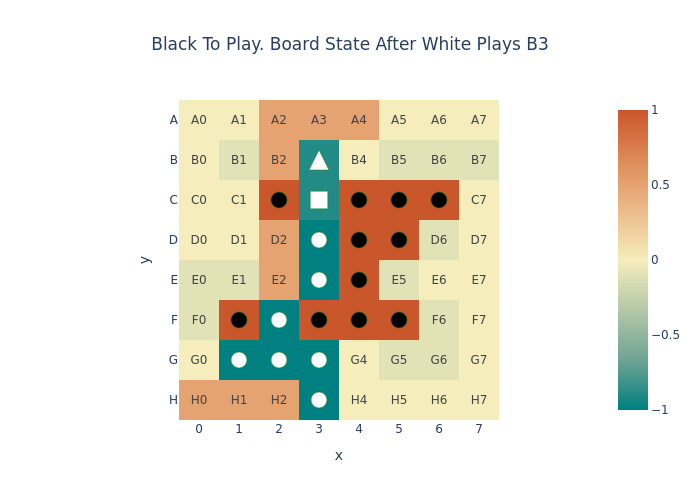 Black To Play. Board State After White Plays B3
A A0 A1 A2 A3 A4 A5 A6 A7
B B0 B1 B2 B4 B5 B6 B7
C C0 C1 C7
D D0 D1 D2 D6 D7
E E0 E1 E2 E5 E6 E7
F F0 F6 F7
G G0 G4 G5 G6 G7
H H0 H1 H2 H4 H5 H6 H7
0 1 2 3 4 5 6 7
x
y
1
0.5
0
−0.5
−1